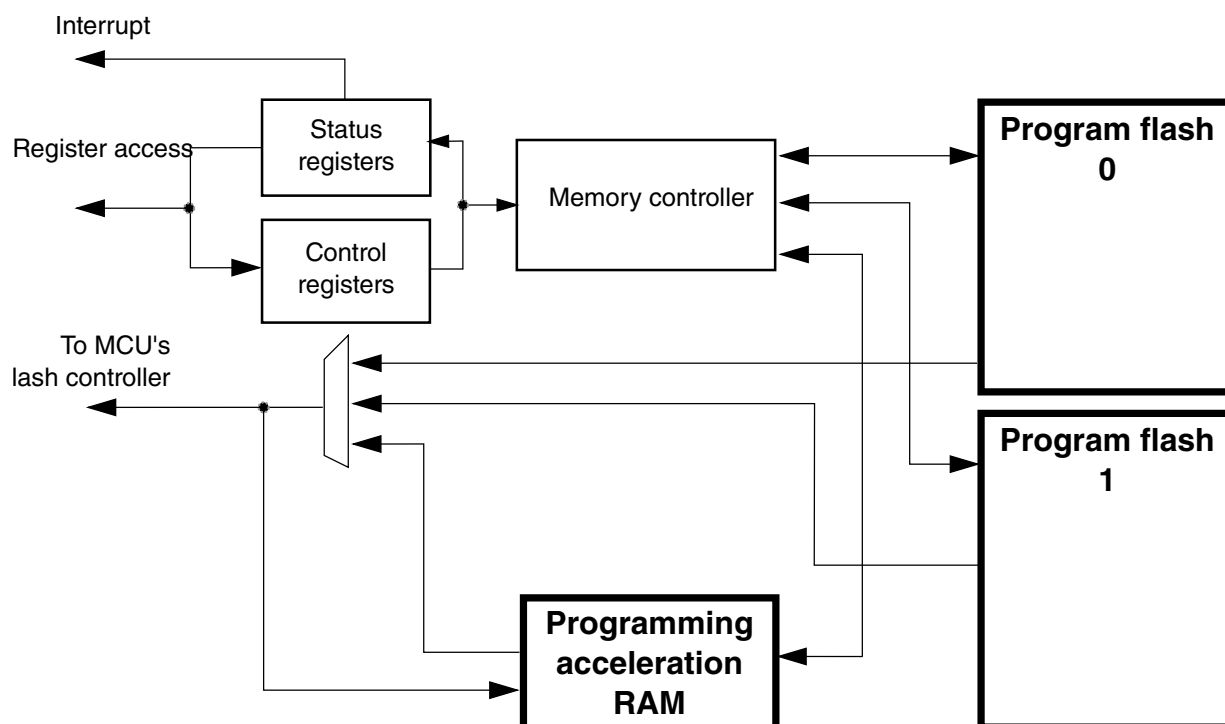 Interrupt
Status
registers
Register access
Control
registers
Memory controller
Program flash
0
To MCU's
lash controller
Program flash
1
Programming
acceleration
RAM